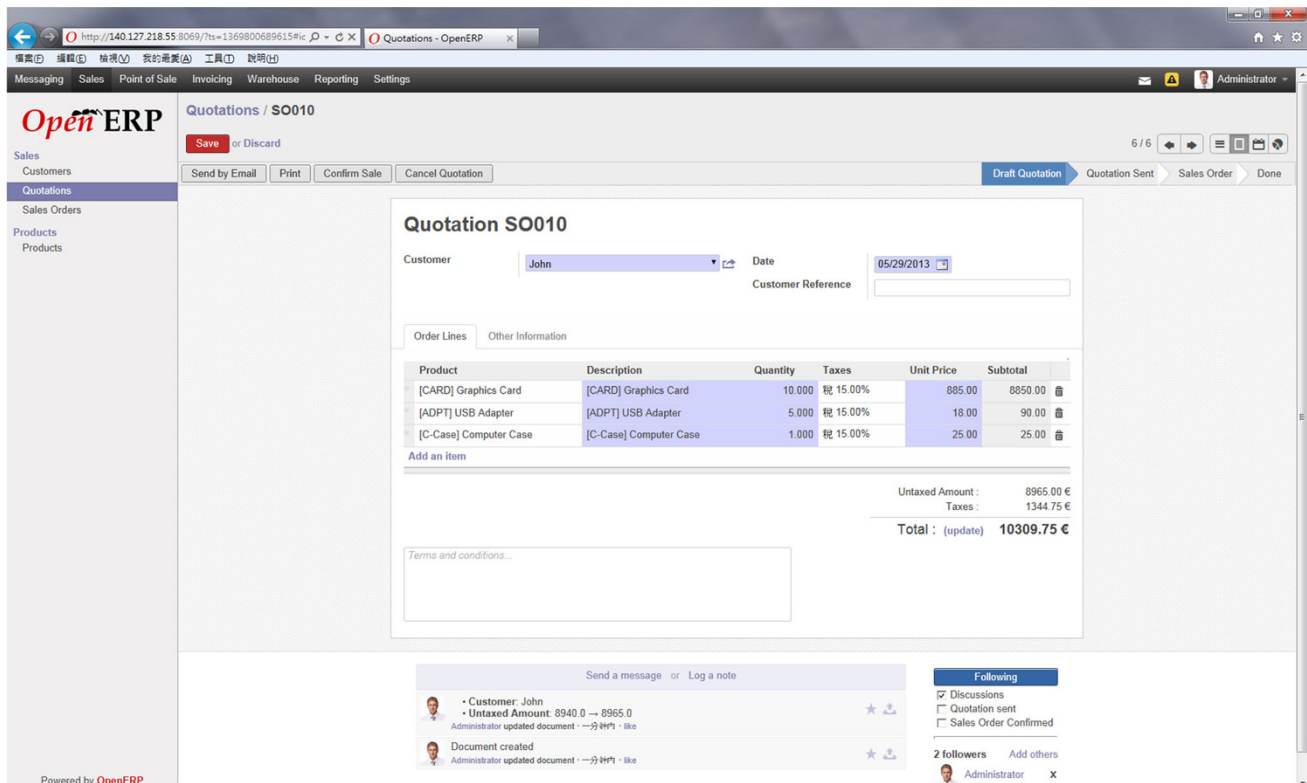 http://140.127.218.55:8069/?ts=1369800689615#ic
Quotations - OpenERP
檔案(F) 編輯(E) 檢視(V) 我的最愛(A) 工具(T) 說明(H)
Messaging Sales Point of Sale Invoicing Warehouse Reporting Settings Administrator
Open ERP
Quotations / SO010
Save or Discard
6 / 6
Sales
Customers
Quotations
Sales Orders
Products
Products
Send by Email Print Confirm Sale Cancel Quotation Draft Quotation Quotation Sent Sales Order Done
Quotation SO010
Customer John Date 05/29/2013
Customer Reference
Order Lines Other Information
Product Description Quantity Taxes Unit Price Subtotal
[CARD] Graphics Card [CARD] Graphics Card 10.000 稅 15.00% 885.00 8850.00
[ADPT] USB Adapter [ADPT] USB Adapter 5.000 稅 15.00% 18.00 90.00
[C-Case] Computer Case [C-Case] Computer Case 1.000 稅 15.00% 25.00 25.00
Add an item
Untaxed Amount : 8965.00 €
Taxes : 1344.75 €
Total : (update) 10309.75 €
Terms and conditions...
Send a message or Log a note
• Customer: John
• Untaxed Amount: 8940.0 → 8965.0
Administrator updated document · 一分鐘內 · like
Document created
Administrator updated document · 一分鐘內 · like
Following
Discussions
Quotation sent
Sales Order Confirmed
2 followers Add others
Administrator x
Powered by OpenERP